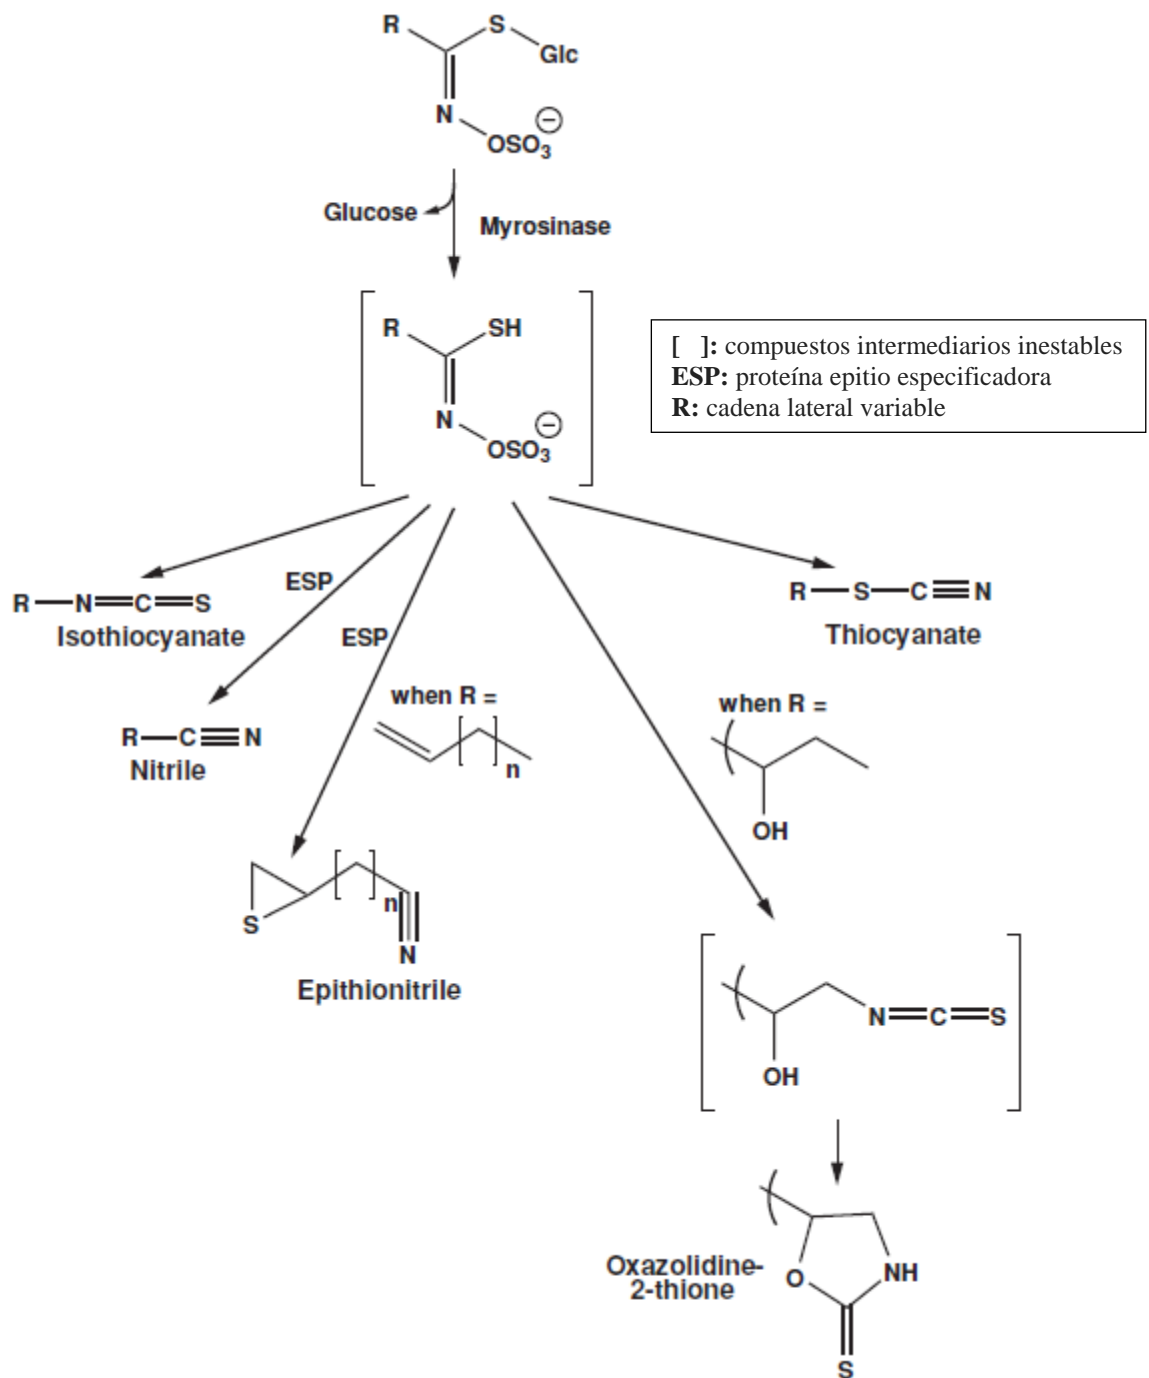 R
S
Glc
N
OSO3
−
Glucose
Myrosinase
R
SH
N
OSO3
−
[ ]: compuestos intermediarios inestables
ESP: proteína epitio especificadora
R: cadena lateral variable
ESP
R—N=C=S
Isothiocyanate
ESP
R—S—C≡N
Thiocyanate
when R =
n
when R =
OH
R—C≡N
Nitrile
S
n
N
Epithionitrile
N=C=S
OH
Oxazolidine-
2-thione
O
NH
S